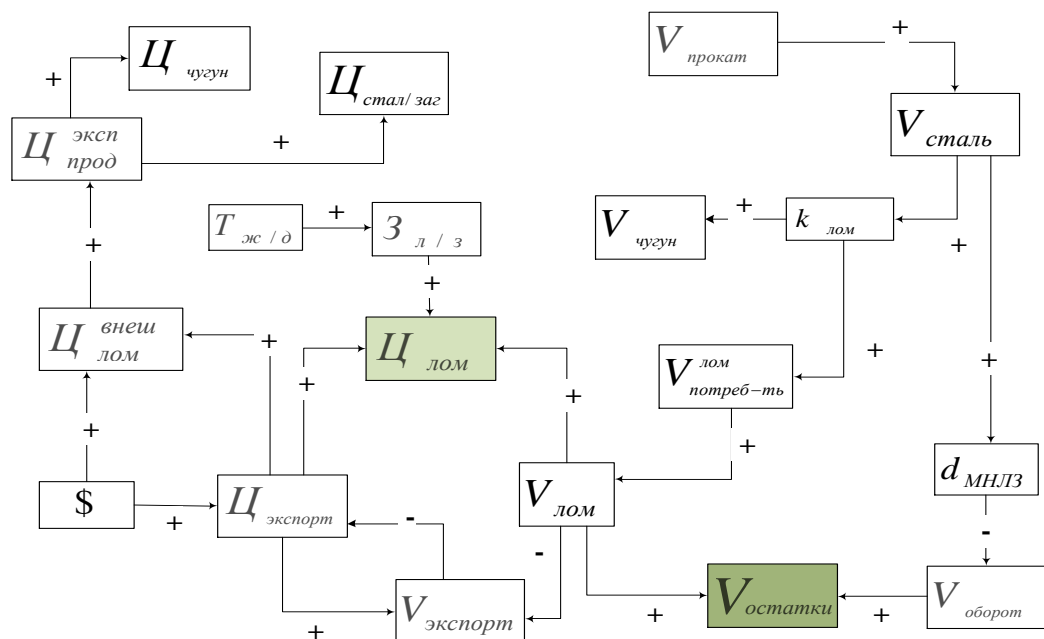 +
Ц чугун
Ц стал/заг
+
Ц эксп
прод
+
V прокат
+
V сталь
+
Т ж / д
+
З л / з
+
V чугун
+
k лом
+
+
Ц внеш
лом
+
Ц лом
+
+
+
V лом
потреб–ть
+
+
+
$
+
Ц экспорт
-
V лом
-
+
d МНЛЗ
-
+
V экспорт
+
V остатки
+
V оборот